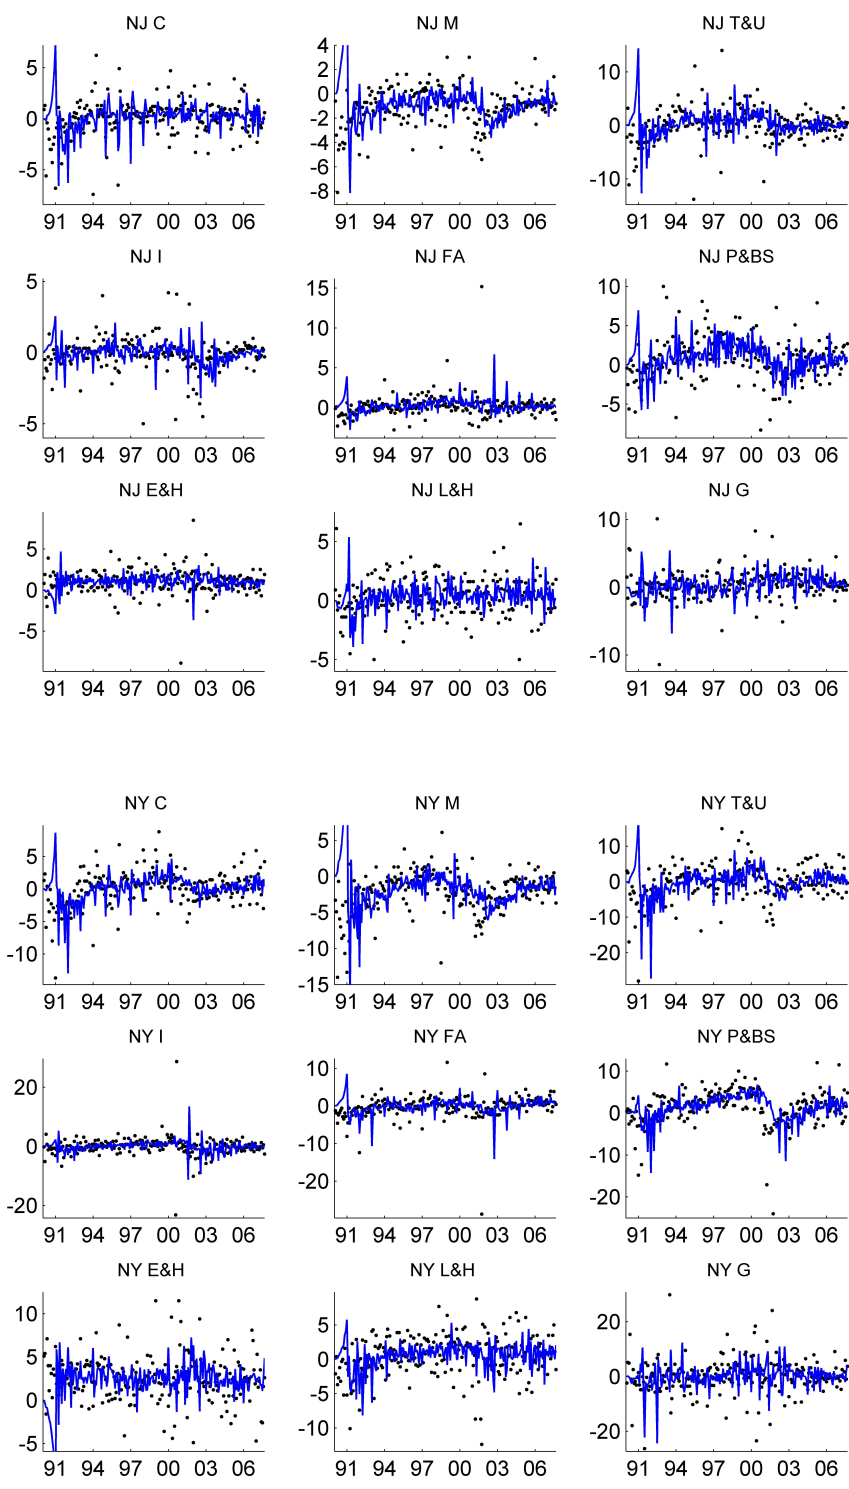 NJ C NJ M NJ T&U
5 0 -5 4 2 0 -2 -4 -6 -8 10 0 -10
91 94 97 00 03 06 91 94 97 00 03 06 91 94 97 00 03 06
NJ I NJ FA NJ P&BS
5 0 -5 15 10 5 0 10 5 0 -5
91 94 97 00 03 06 91 94 97 00 03 06 91 94 97 00 03 06
NJ E&H NJ L&H NJ G
5 0 -5 5 0 -5 10 0 -10
91 94 97 00 03 06 91 94 97 00 03 06 91 94 97 00 03 06
NY C NY M NY T&U
5 0 -5 -10 5 0 -5 -10 -15 10 0 -10 -20
91 94 97 00 03 06 91 94 97 00 03 06 91 94 97 00 03 06
NY I NY FA NY P&BS
20 0 -20 10 0 -10 -20 10 0 -10 -20
91 94 97 00 03 06 91 94 97 00 03 06 91 94 97 00 03 06
NY E&H NY L&H NY G
10 5 0 -5 5 0 -5 -10 20 0 -20
91 94 97 00 03 06 91 94 97 00 03 06 91 94 97 00 03 06